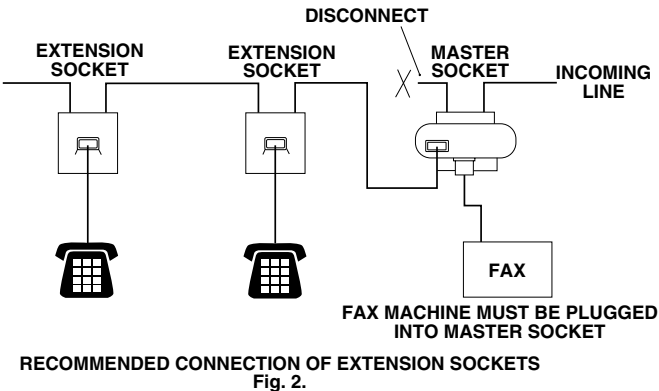 DISCONNECT
EXTENSION
SOCKET
EXTENSION
SOCKET
MASTER
SOCKET
INCOMING
LINE
FAX
FAX MACHINE MUST BE PLUGGED
INTO MASTER SOCKET
RECOMMENDED CONNECTION OF EXTENSION SOCKETS
Fig. 2.